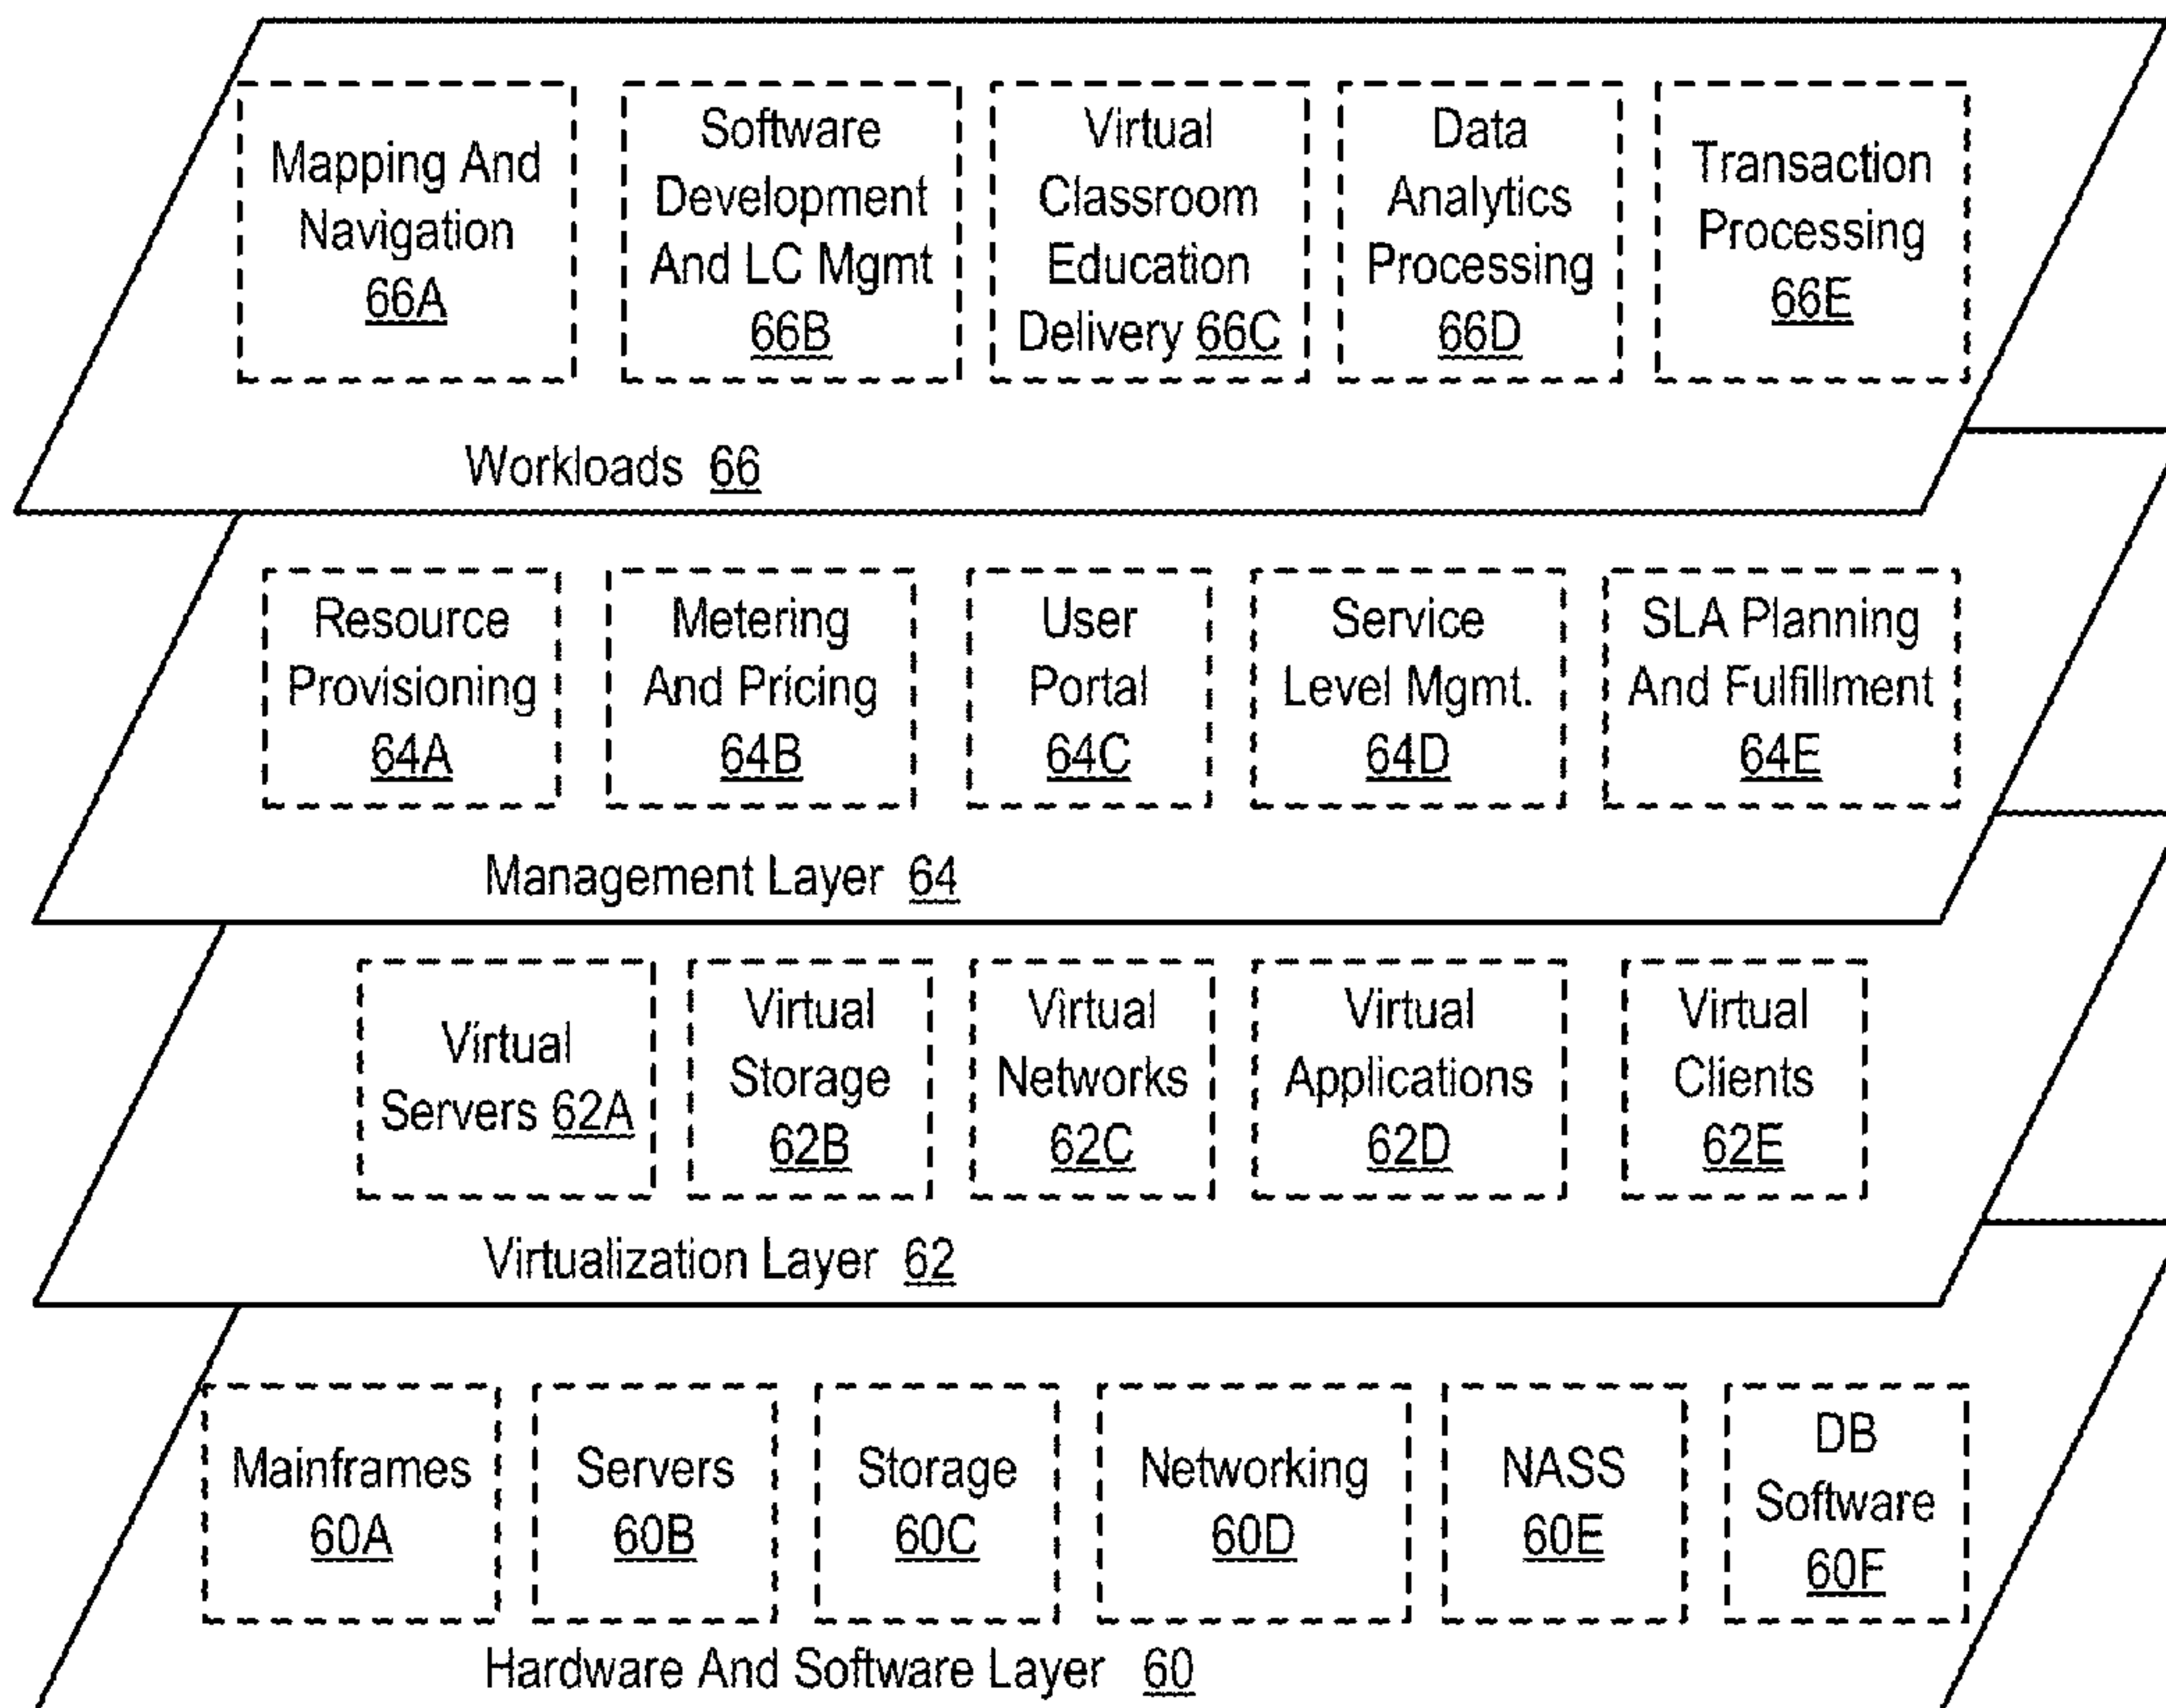 Mapping And
Navigation
66A
Software
Development
And LC Mgmt
66B
Virtual
Classroom
Education
Delivery 66C
Data
Analytics
Processing
66D
Transaction
Processing
66E
Workloads 66
Resource
Provisioning
64A
Metering
And Pricing
64B
User
Portal
64C
Service
Level Mgmt.
64D
SLA Planning
And Fulfillment
64E
Management Layer 64
Virtual
Servers 62A
Virtual
Storage
62B
Virtual
Networks
62C
Virtual
Applications
62D
Virtual
Clients
62E
Virtualization Layer 62
Mainframes
60A
Servers
60B
Storage
60C
Networking
60D
NASS
60E
DB
Software
60F
Hardware And Software Layer 60